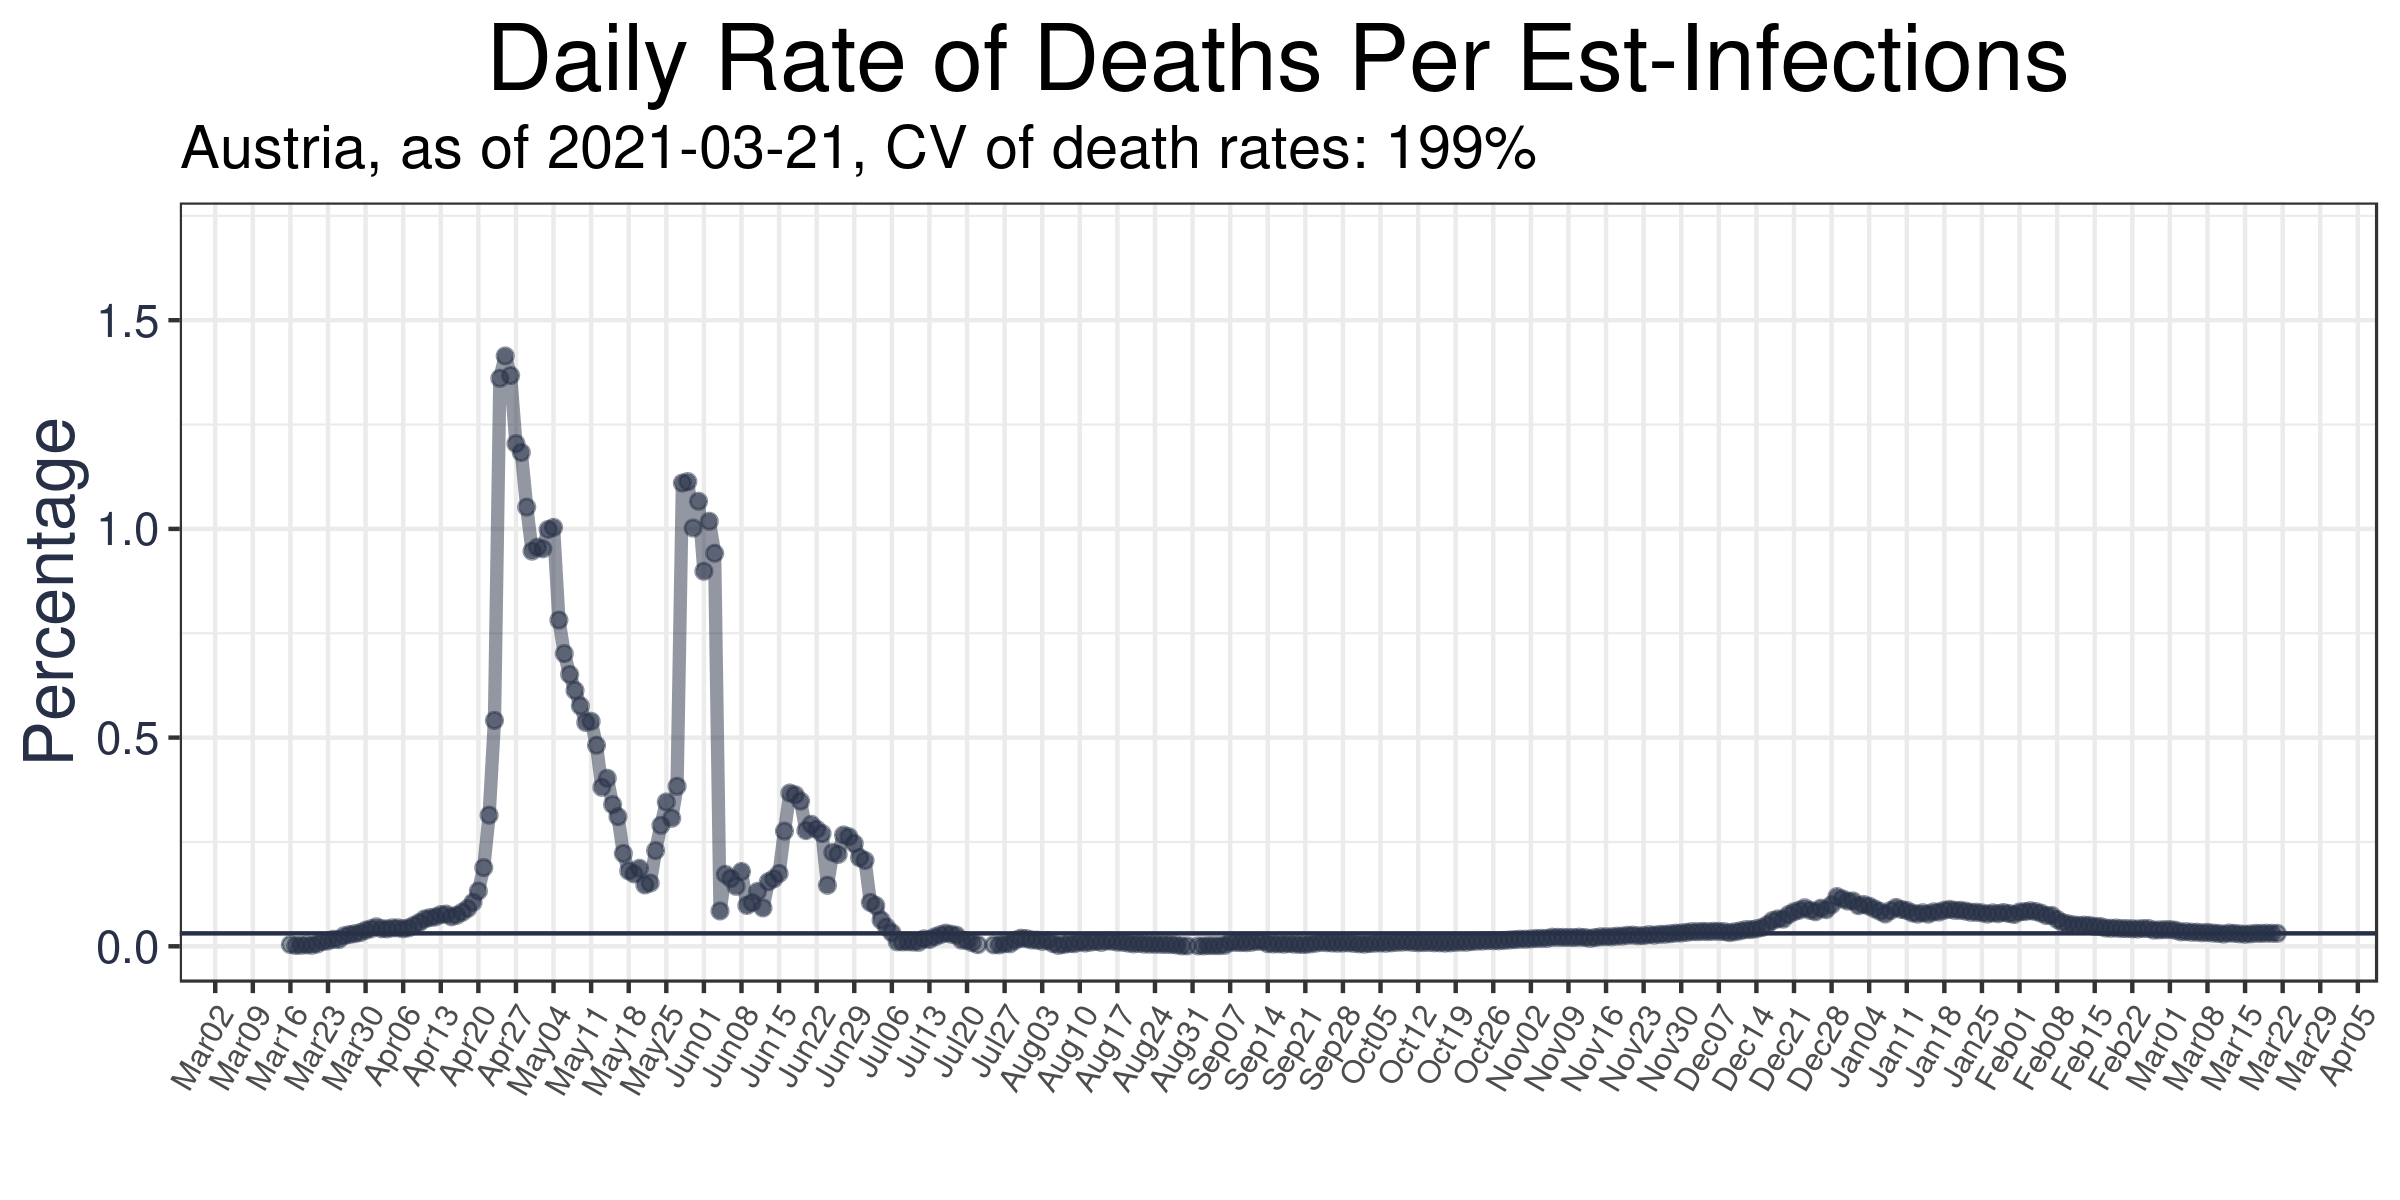 Daily Rate of Deaths Per Est-Infections
Austria, as of 2021-03-21, CV of death rates: 199%
Percentage
1.5
1.0
0.5
0.0
Mar02 Mar09 Mar16 Mar23 Mar30 Apr06 Apr13 Apr20 Apr27 May04 May11 May18 May25 Jun01 Jun08 Jun15 Jun22 Jun29 Jul06 Jul13 Jul20 Jul27 Aug03 Aug10 Aug17 Aug24 Aug31 Sep07 Sep14 Sep21 Sep28 Oct05 Oct12 Oct19 Oct26 Nov02 Nov09 Nov16 Nov23 Nov30 Dec07 Dec14 Dec21 Dec28 Dec04 Jan11 Jan18 Jan25 Feb01 Feb08 Feb15 Feb22 Mar01 Mar08 Mar15 Mar22 Mar29 Apr05